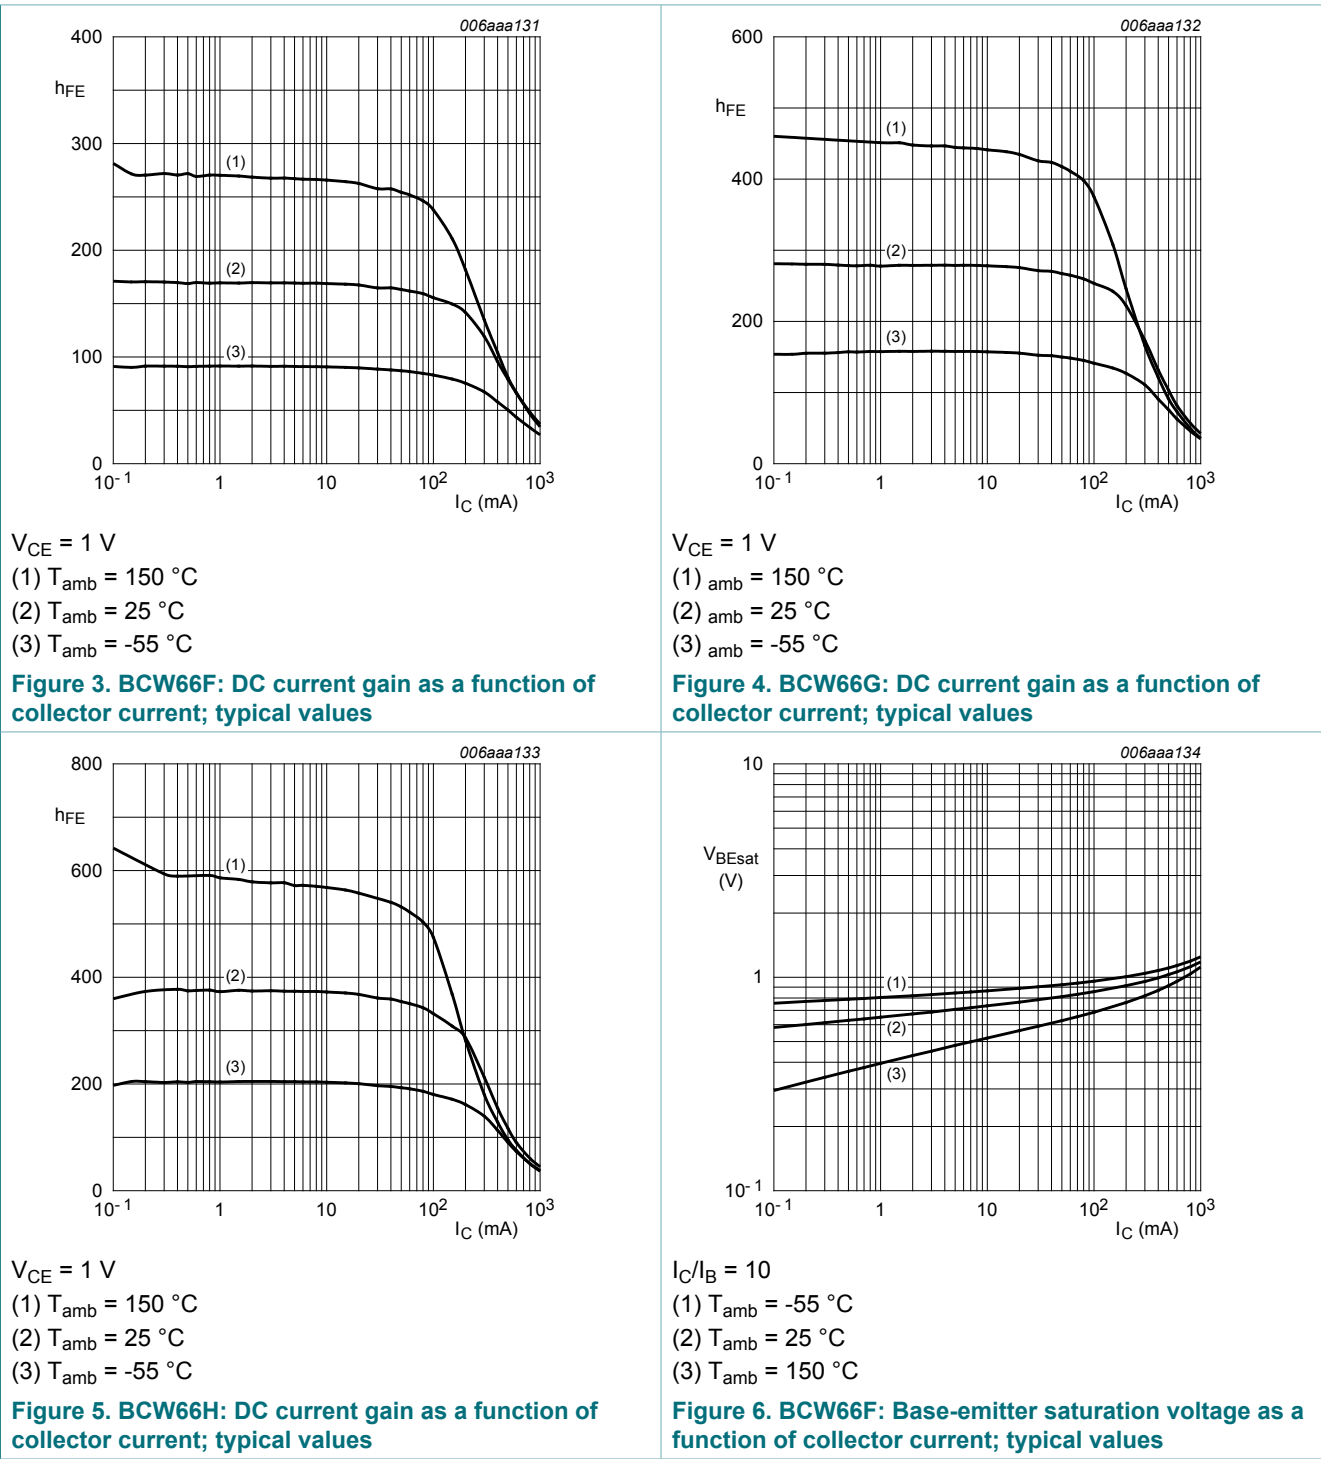 006aaa131
400
hFE
300
(1)
200
(2)
100
(3)
0
10-1 1 10 10² 10³
IC (mA)
VCE = 1 V
(1) Tamb = 150 °C
(2) Tamb = 25 °C
(3) Tamb = -55 °C
Figure 3. BCW66F: DC current gain as a function of
collector current; typical values
006aaa132
600
hFE
(1)
400
(2)
200
(3)
0
10-1 1 10 10² 10³
IC (mA)
VCE = 1 V
(1) amb = 150 °C
(2) amb = 25 °C
(3) amb = -55 °C
Figure 4. BCW66G: DC current gain as a function of
collector current; typical values
006aaa133
800
hFE
600
(1)
400
(2)
200
(3)
0
10-1 1 10 10² 10³
IC (mA)
VCE = 1 V
(1) Tamb = 150 °C
(2) Tamb = 25 °C
(3) Tamb = -55 °C
Figure 5. BCW66H: DC current gain as a function of
collector current; typical values
006aaa134
10
VBEsat
(V)
1
(1)
(2)
(3)
10-1
10-1 1 10 10² 10³
IC (mA)
IC/IB = 10
(1) Tamb = -55 °C
(2) Tamb = 25 °C
(3) Tamb = 150 °C
Figure 6. BCW66F: Base-emitter saturation voltage as a
function of collector current; typical values